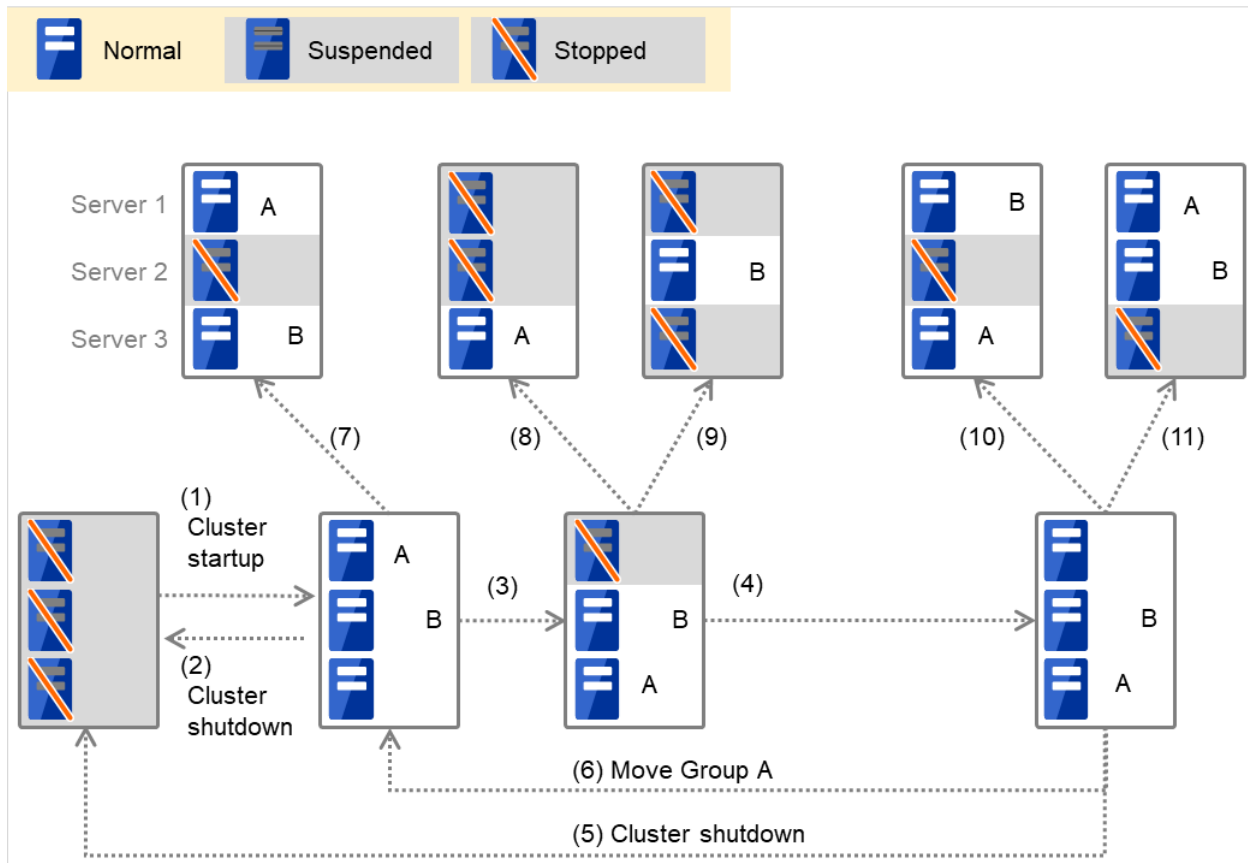 Normal
Suspended
Stopped
Server 1
A
B
A
Server 2
B
B
Server 3
B
A
A
(7)
(8)
(9)
(10)
(11)
(1)
Cluster
startup
A
B
(3)
B
A
(4)
B
A
(2)
Cluster
shutdown
(6) Move Group A
(5) Cluster shutdown